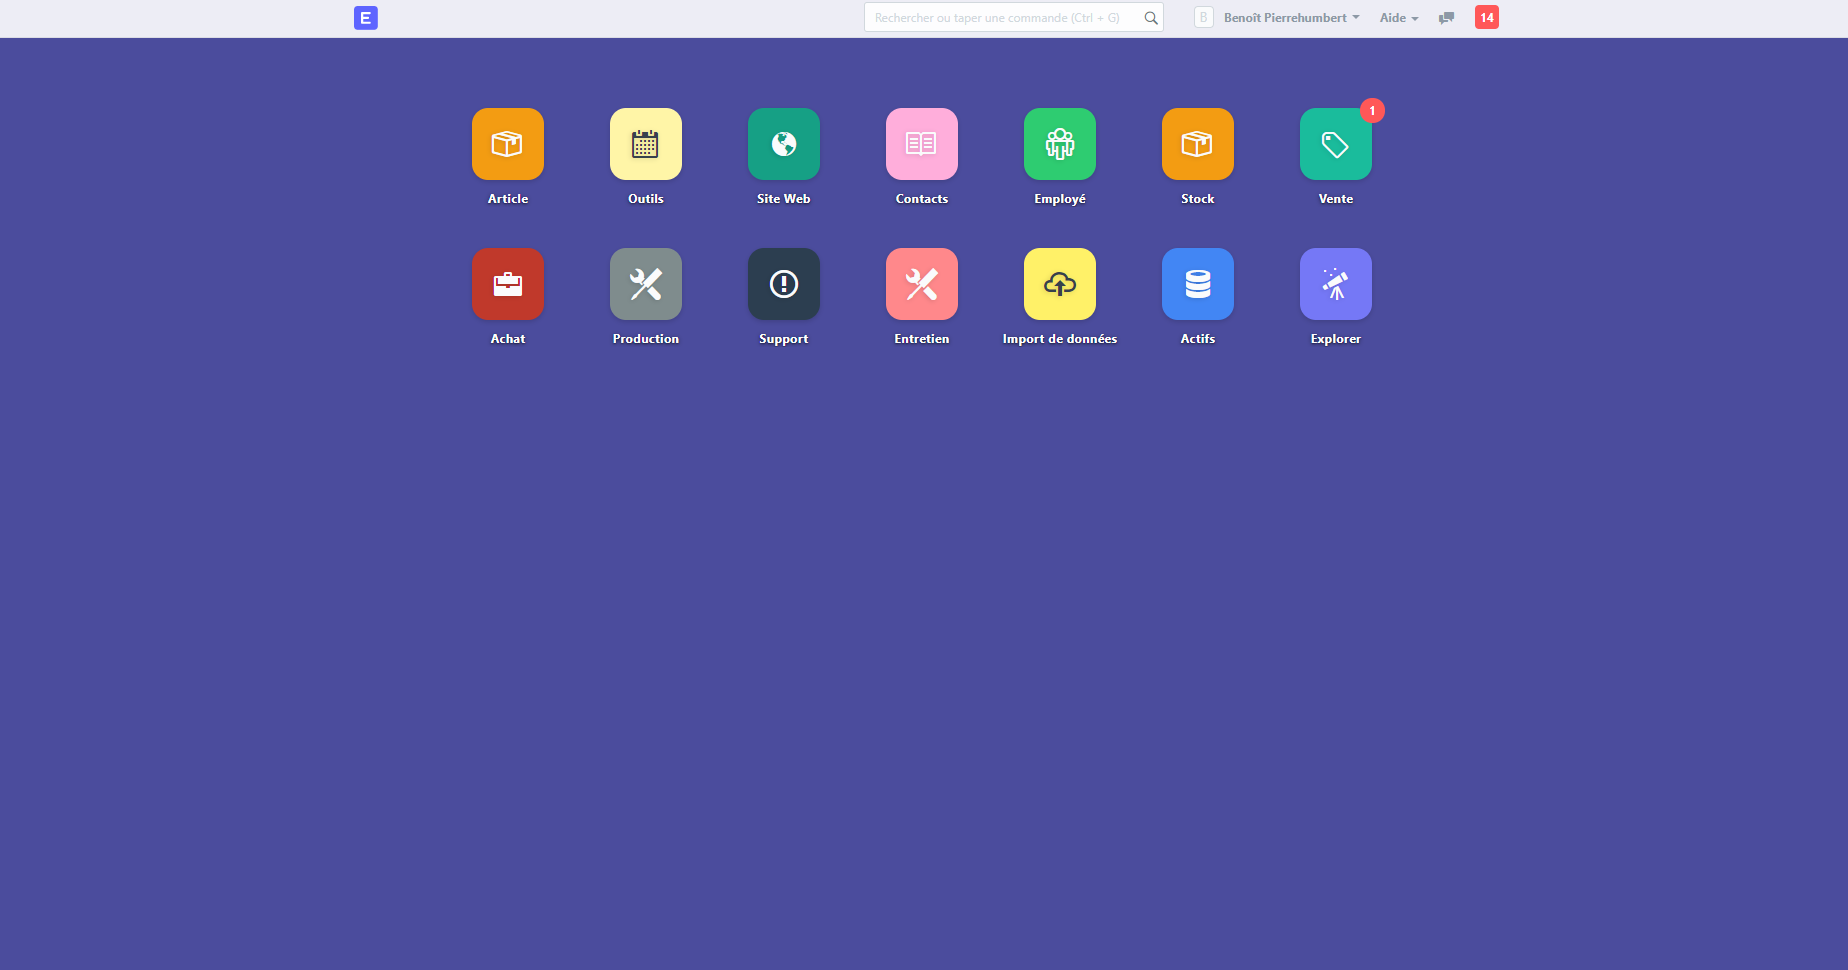 E
Rechercher ou taper une commande (Ctrl + G)
B Benoît Pierrehumbert
Aide
14
1
Article
Outils
Site Web
Contacts
Employé
Stock
Vente
Achat
Production
Support
Entretien
Import de données
Actifs
Explorer